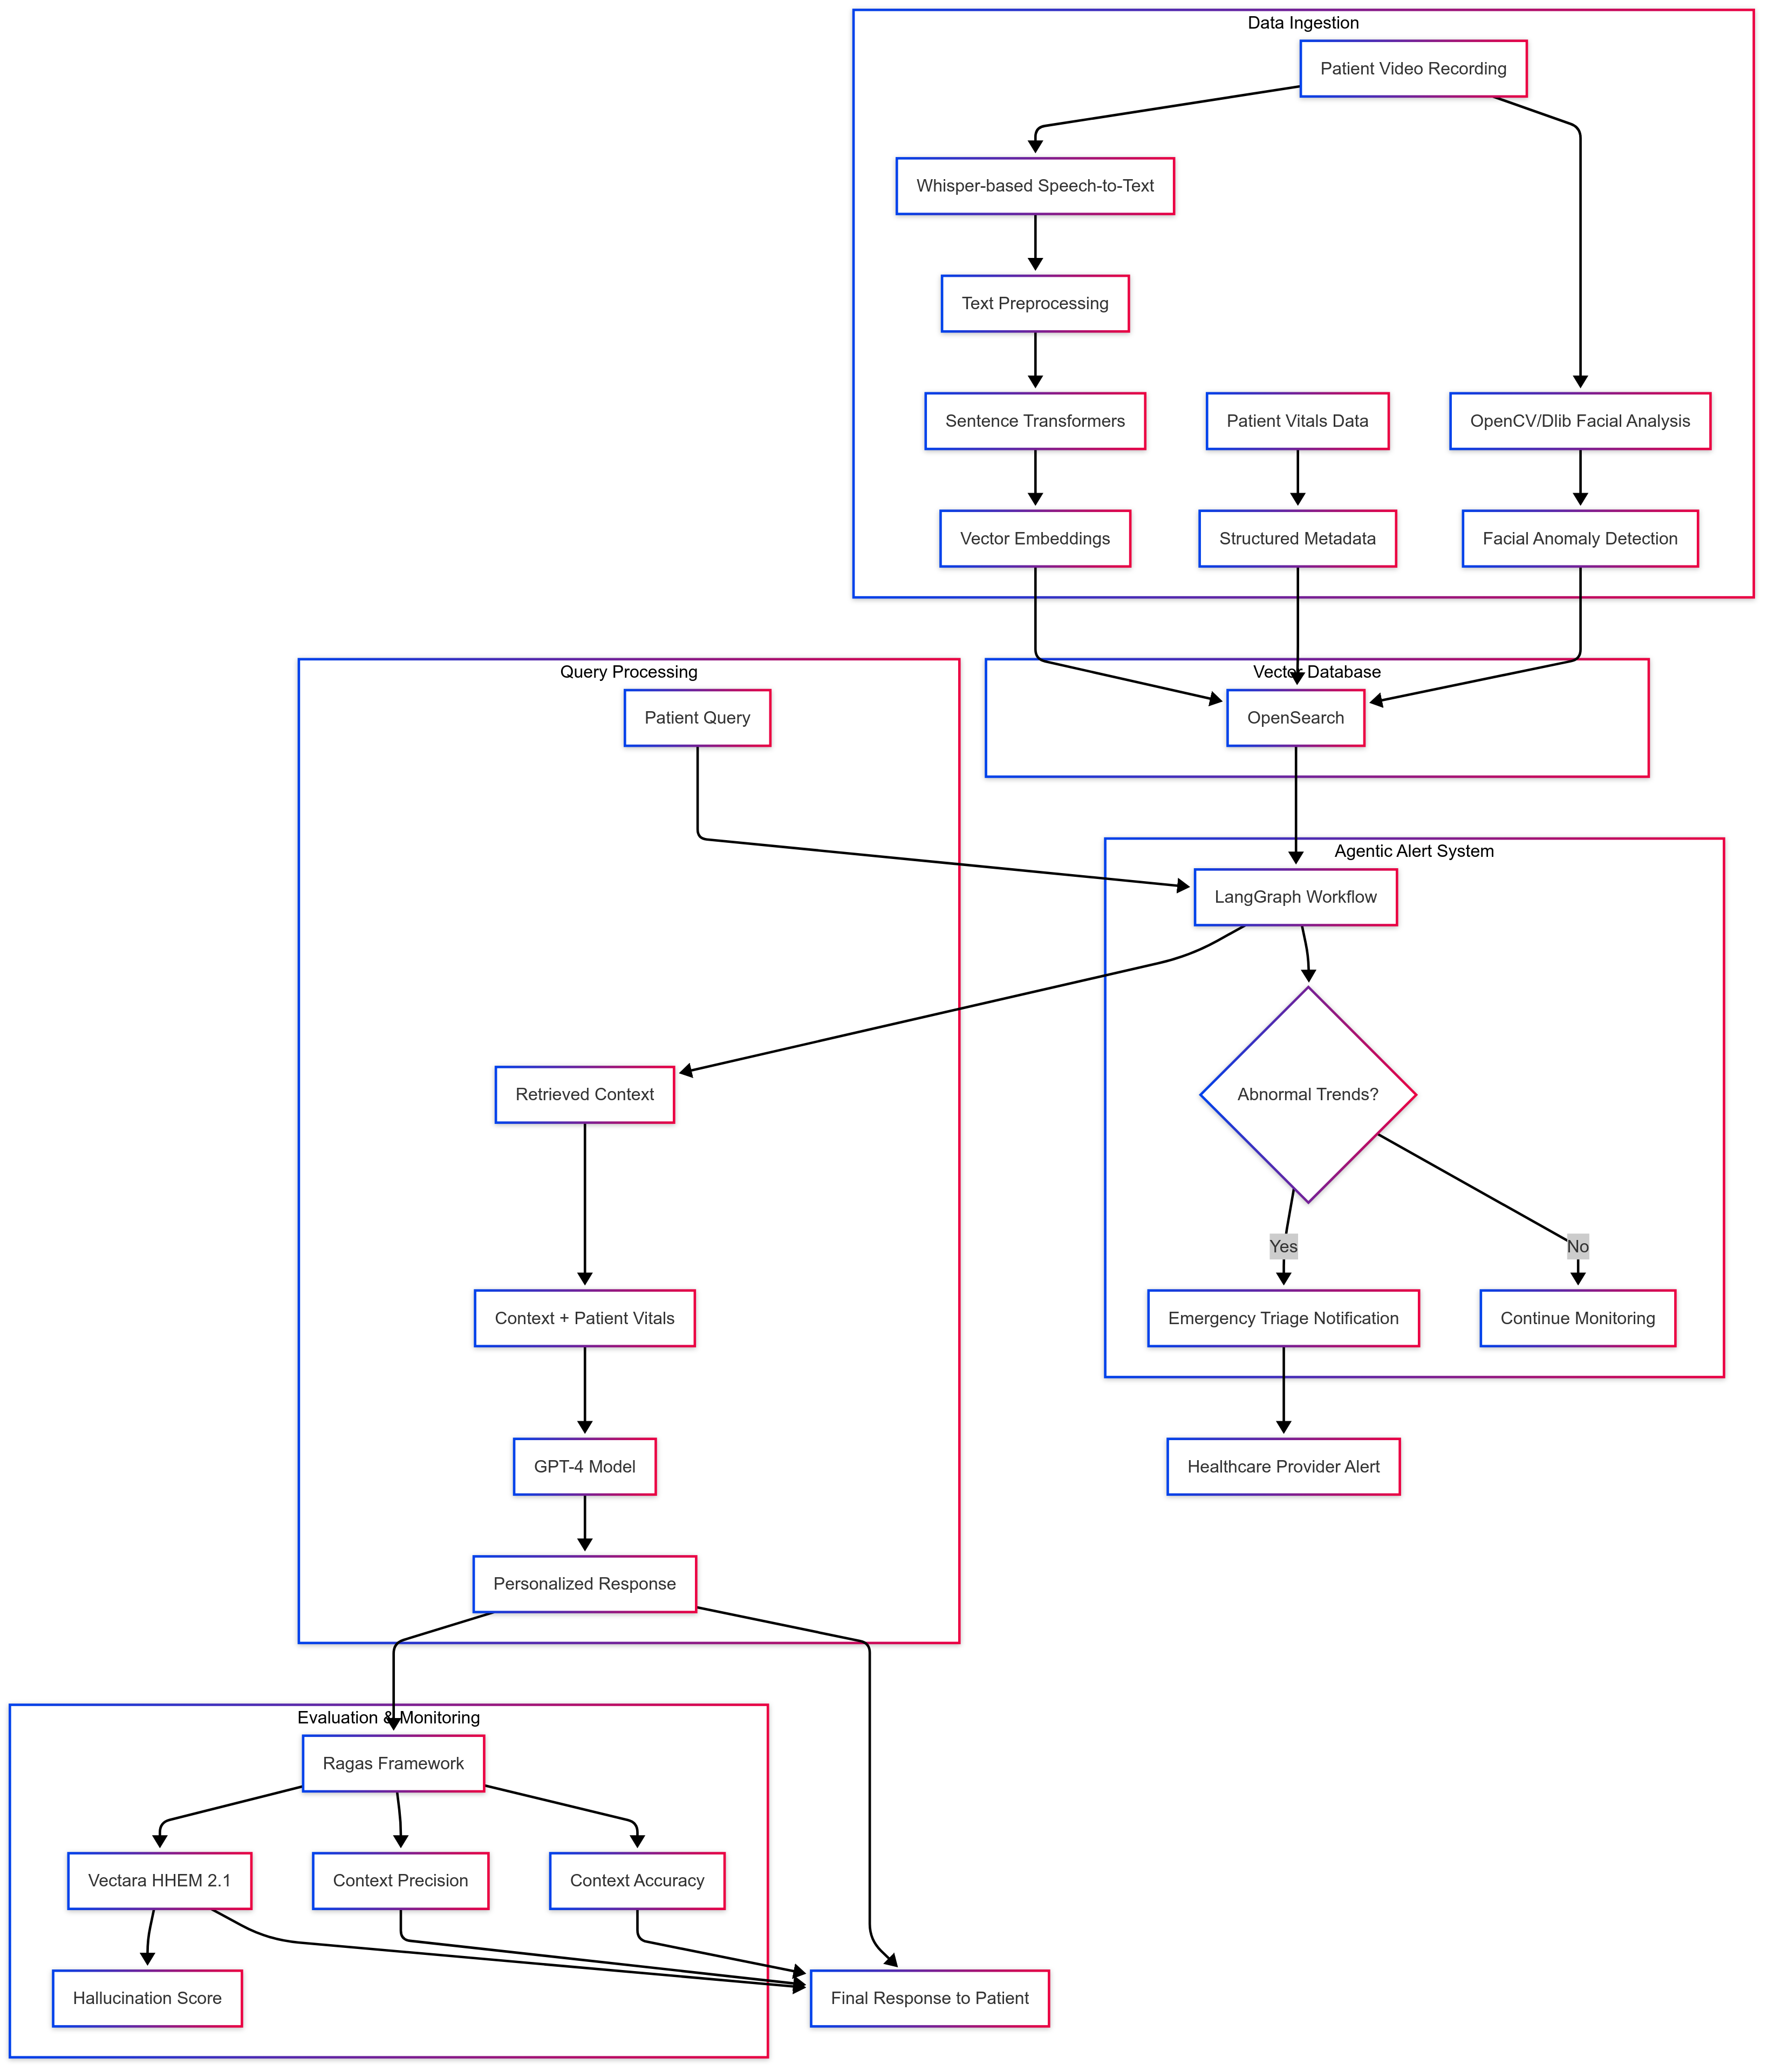 Data Ingestion
Patient Video Recording
Whisper-based Speech-to-Text
Text Preprocessing
Sentence Transformers
Patient Vitals Data
OpenCV/Dlib Facial Analysis
Vector Embeddings
Structured Metadata
Facial Anomaly Detection
Query Processing
Vector Database
Patient Query
OpenSearch
Agentic Alert System
LangGraph Workflow
Retrieved Context
Abnormal Trends?
Yes
No
Context + Patient Vitals
Emergency Triage Notification
Continue Monitoring
GPT-4 Model
Healthcare Provider Alert
Personalized Response
Evaluation & Monitoring
Ragas Framework
Vectara HHEM 2.1
Context Precision
Context Accuracy
Hallucination Score
Final Response to Patient